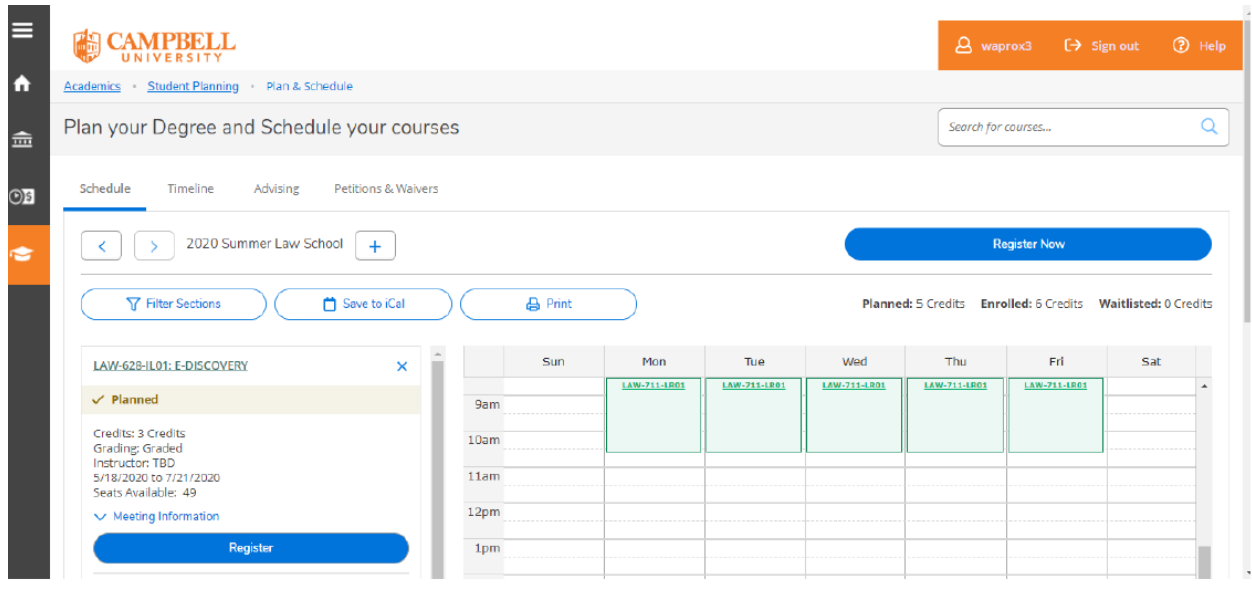 CAMPBELL
UNIVERSITY
waprox3 Sign out Help
Academics Student Planning Plan & Schedule
Plan your Degree and Schedule your courses
Search for courses...
Schedule Timeline Advising Petitions & Waivers
2020 Summer Law School
Register Now
Filter Sections Save to iCal Print
Planned: 5 Credits Enrolled: 6 Credits Waitlisted: 0 Credits
LAW-628-IL01: E-DISCOVERY
Planned
Credits: 3 Credits
Grading: Graded
Instructor: TBD
5/18/2020 to 7/21/2020
Seats Available: 49
Meeting Information
Register
Sun Mon Tue Wed Thu Fri Sat
LAW-711-LR01 LAW-711-LR01 LAW-711-LR01 LAW-711-LR01 LAW-711-LR01
9am
10am
11am
12pm
1pm